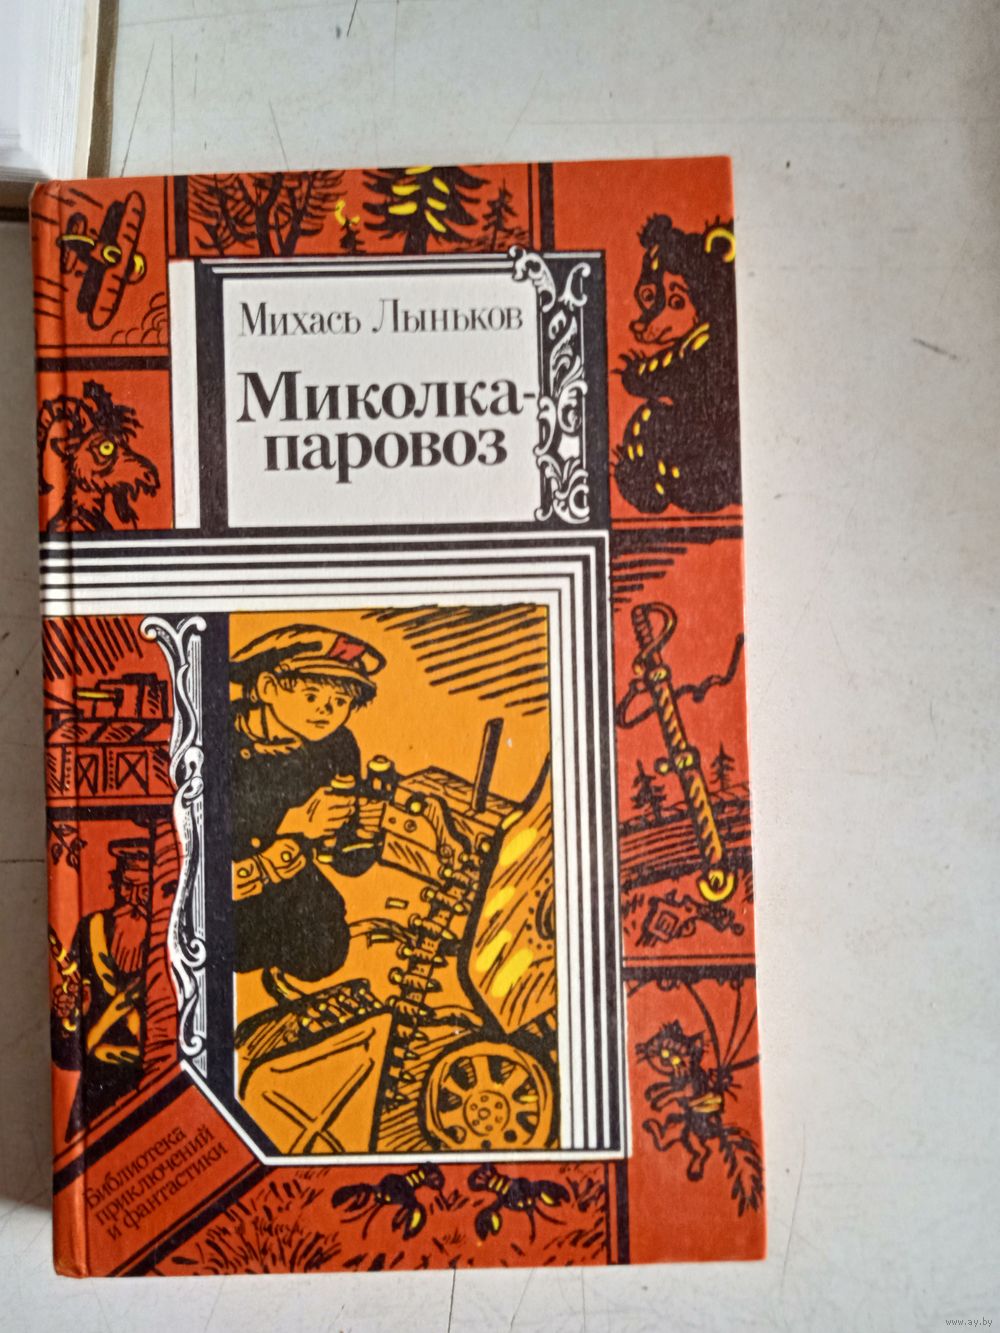 Михась Лыньков
Миколка-
паровоз
Библиотека
приключений
и фантастики
www.ay.by